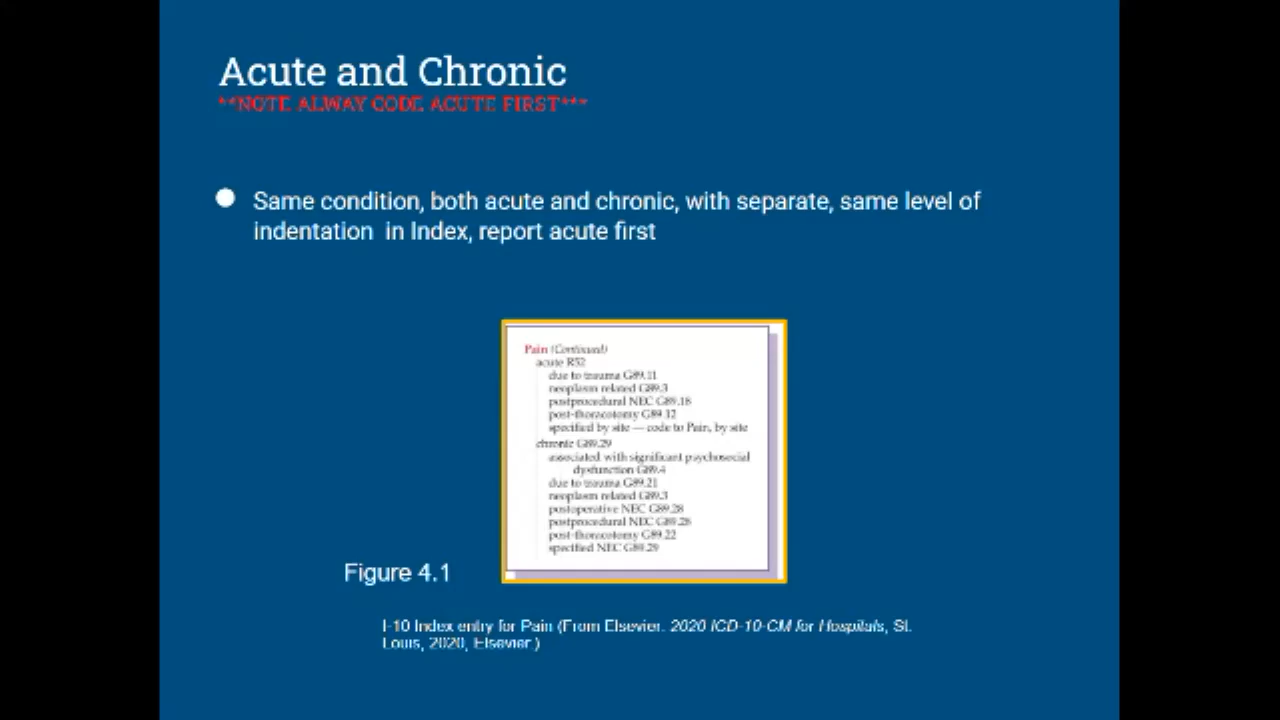 Acute and Chronic
**NOTE ALWAY CODE ACUTE FIRST***
Same condition, both acute and chronic, with separate, same level of
indentation in Index, report acute first
Pain (Continued)
acute R52
due to trauma G89.11
neoplasm related G89.3
postprocedural NEC G89.18
post-thoracotomy G89.12
specified by site — code to Pain, by site
chronic G89.29
associated with significant psychosocial
dysfunction G89.4
due to trauma G89.21
neoplasm related G89.3
postoperative NEC G89.28
postprocedural NEC G89.28
post-thoracotomy G89.22
specified NEC G89.29
Figure 4.1
I-10 Index entry for Pain (From Elsevier. 2020 ICD-10-CM for Hospitals, St.
Louis, 2020, Elsevier.)